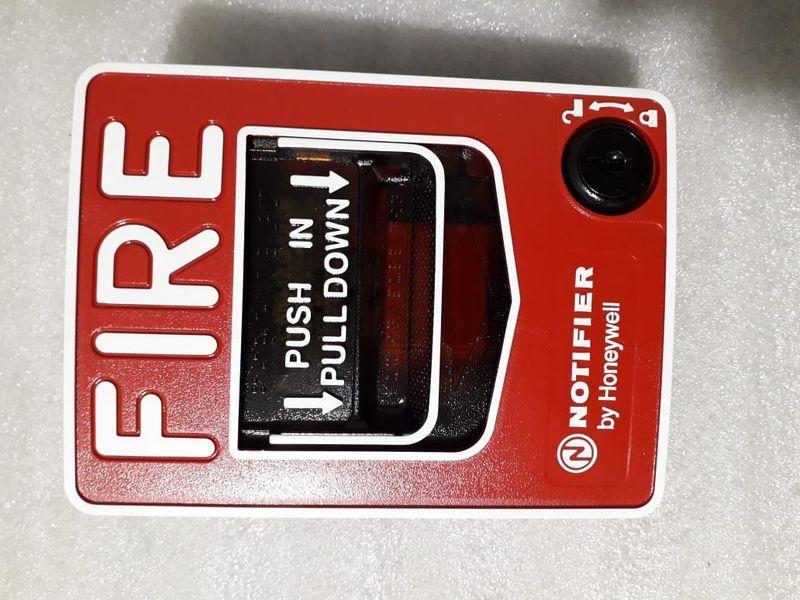 FIRE
PUSH IN
PULL DOWN
NOTIFIER
by Honeywell